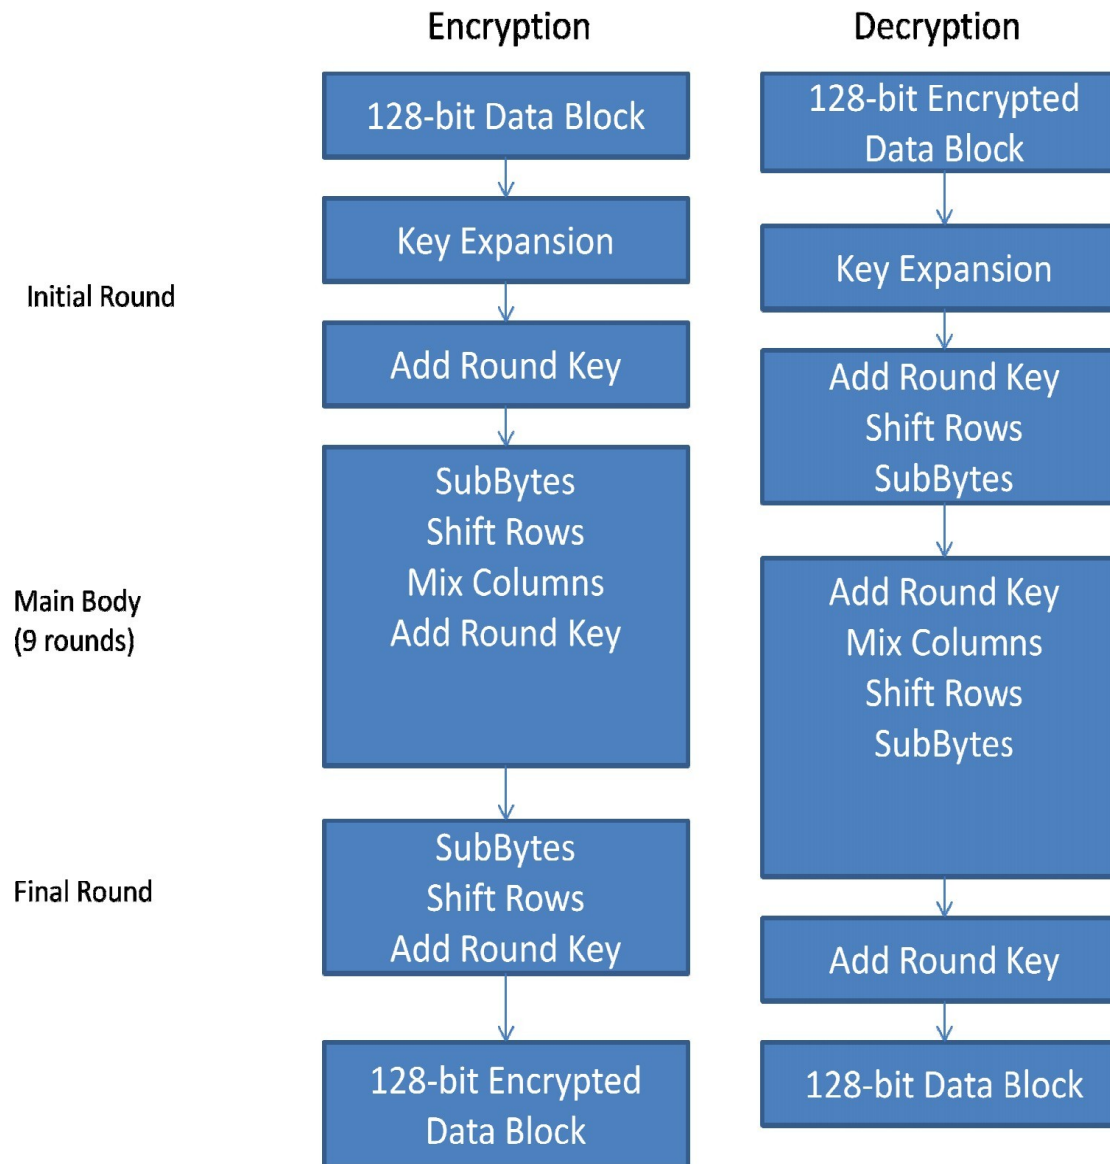 Encryption
Decryption
128-bit Data Block
128-bit Encrypted
Data Block
Key Expansion
Key Expansion
Initial Round
Add Round Key
Add Round Key
Shift Rows
SubBytes
SubBytes
Shift Rows
Mix Columns
Add Round Key
Main Body
(9 rounds)
Add Round Key
Mix Columns
Shift Rows
SubBytes
Final Round
SubBytes
Shift Rows
Add Round Key
Add Round Key
128-bit Encrypted
Data Block
128-bit Data Block